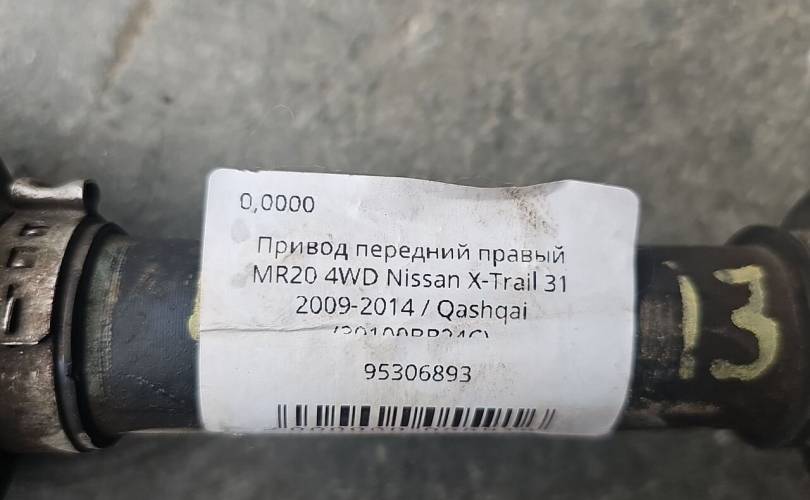 0,0000
Привод передний правый
MR20 4WD Nissan X-Trail 31
2009-2014 / Qashqai
95306893
13